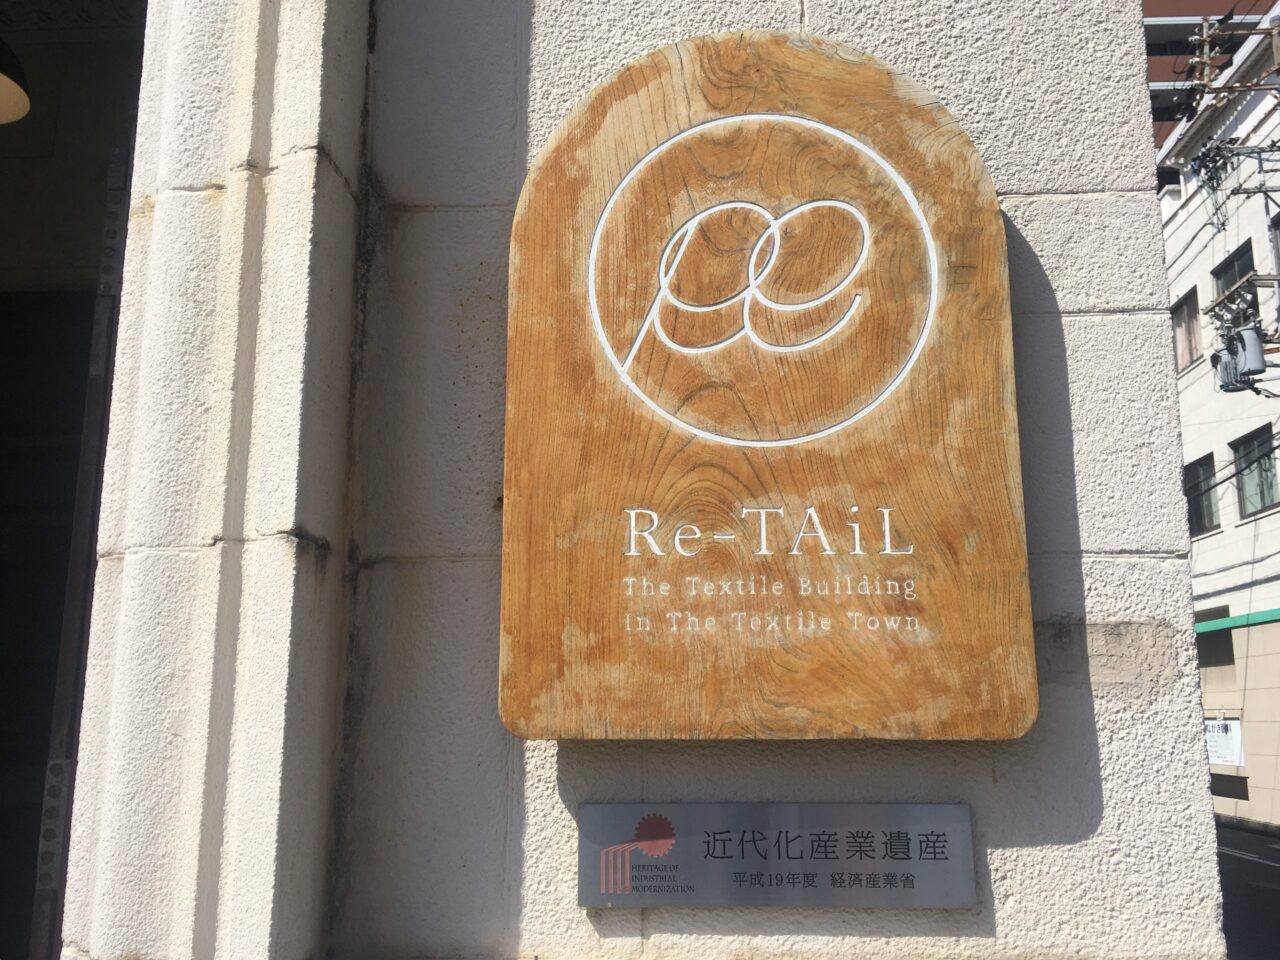 Re-TAiL
The Textile Building
In The Textile Town
HERITAGE OF
INDUSTRIAL
MODERNIZATION
近代化産業遺産
平成19年度 経済産業省